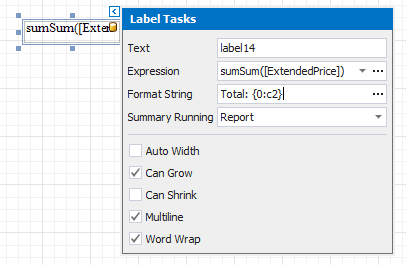 sumSum([Exten
Label Tasks
Text label14
Expression sumSum([ExtendedPrice])
Format String Total: {0:c2}
Summary Running Report
Auto Width
Can Grow
Can Shrink
Multiline
Word Wrap